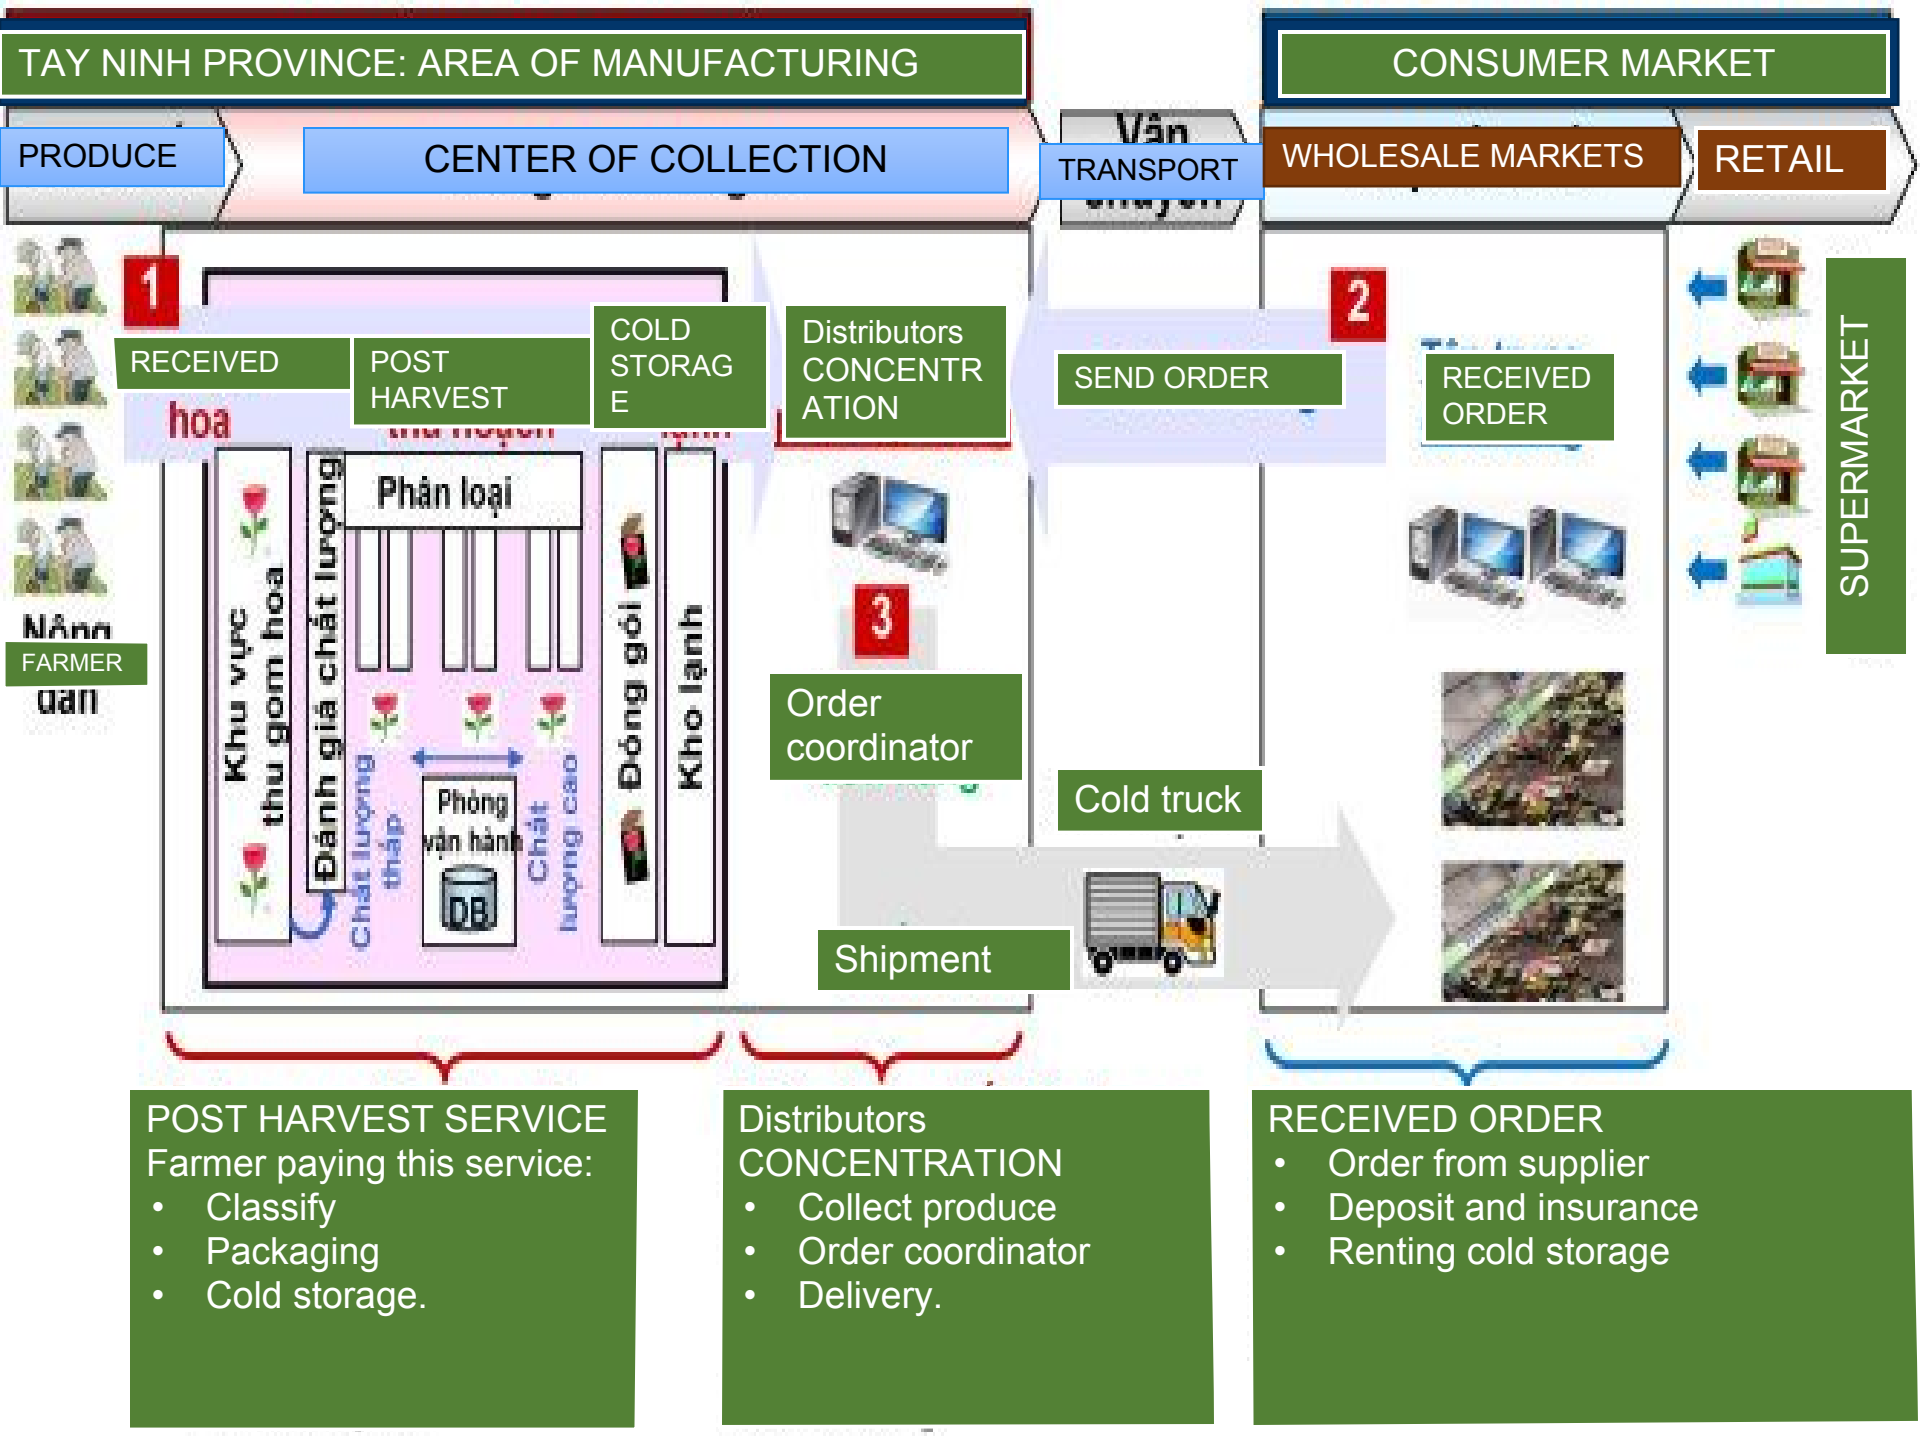 TAY NINH PROVINCE: AREA OF MANUFACTURING
CONSUMER MARKET
PRODUCE
CENTER OF COLLECTION
Vận
TRANSPORT
WHOLESALE MARKETS
RETAIL
1
2
RECEIVED
POST
HARVEST
COLD
STORAG
E
Distributors
CONCENTR
ATION
SEND ORDER
RECEIVED
ORDER
SUPERMARKET
hoa
Phân loại
Khu vực
thu gom hoa
Đánh giá chất lượng
Đóng gói
Kho lạnh
Chất lượng
thấp
Phòng
vận hành
DB
Chất
lượng cao
Nông
FARMER
dân
3
Order
coordinator
Cold truck
Shipment
POST HARVEST SERVICE
Farmer paying this service:
• Classify
• Packaging
• Cold storage.
Distributors
CONCENTRATION
• Collect produce
• Order coordinator
• Delivery.
RECEIVED ORDER
• Order from supplier
• Deposit and insurance
• Renting cold storage